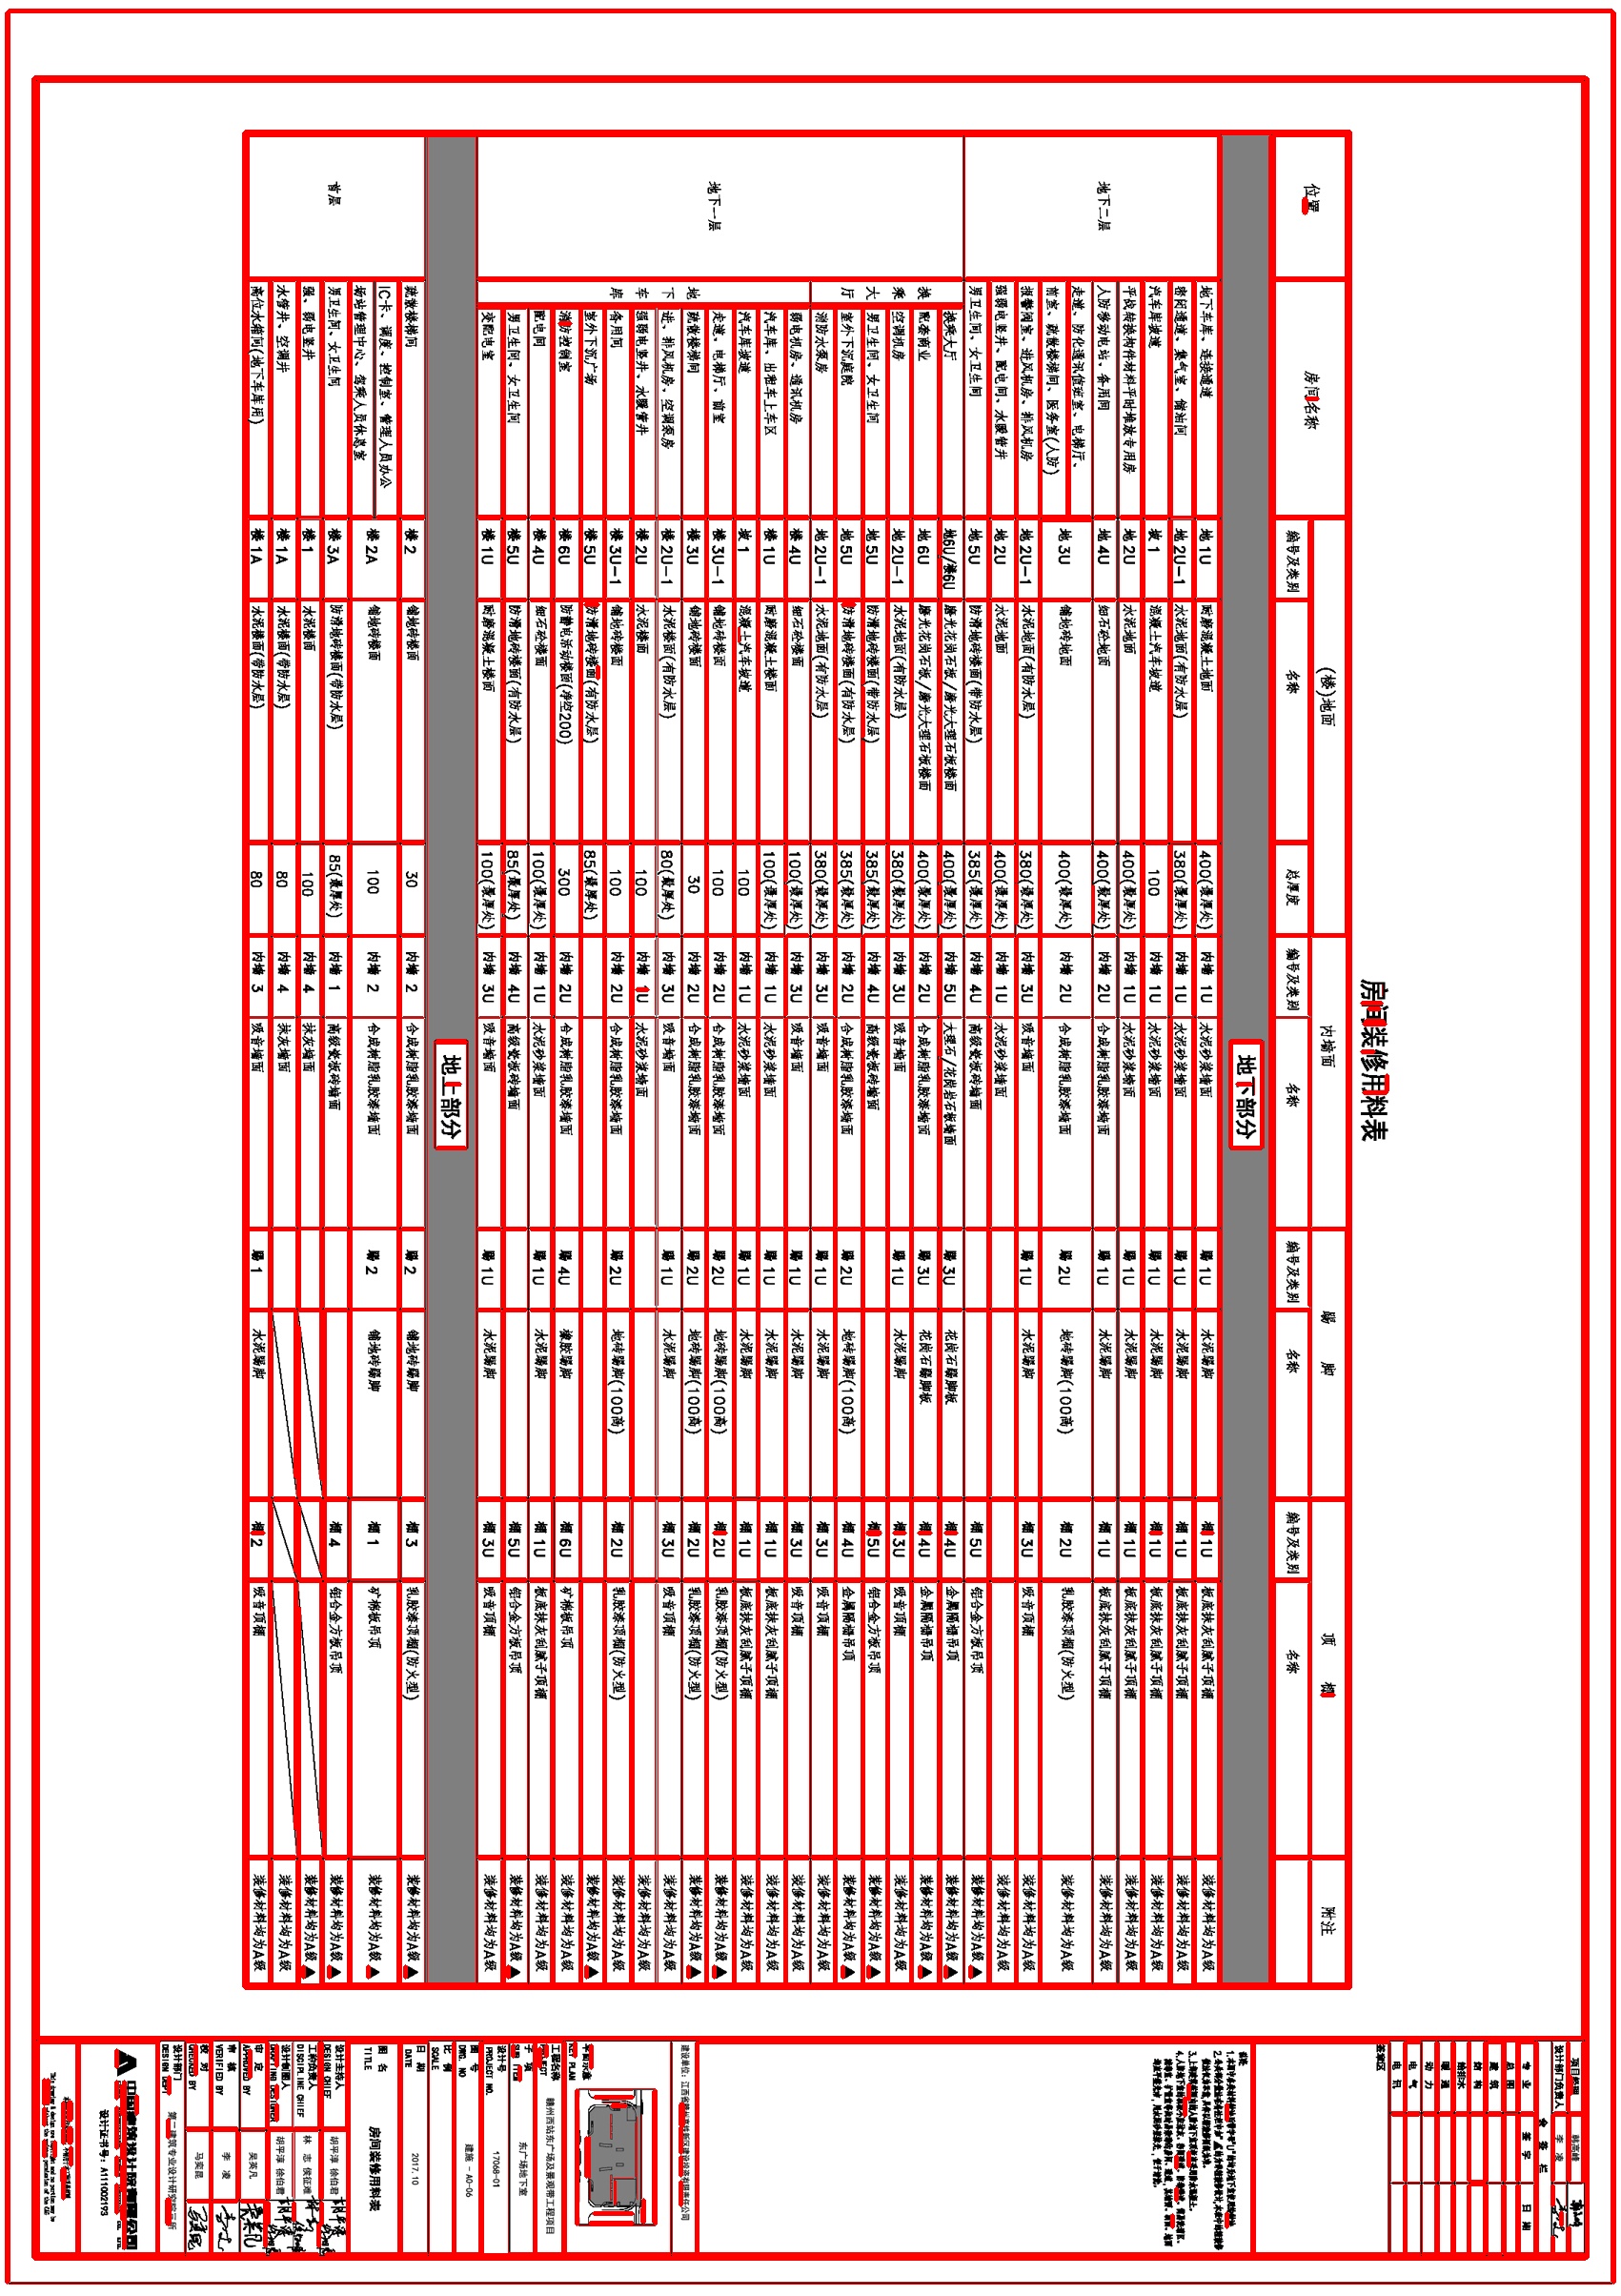 房间装修用料表
位置 房间名称 (楼)地面 内墙面 踢脚 顶棚 附注
编号及类别 名称 总厚度 编号及类别 名称 编号及类别 名称 编号及类别 名称
地下部分
地下二层
地下车库、连接通道 地 1U 耐磨混凝土地面 400(最厚处) 内墙 1U 水泥砂浆墙面 踢 1U 水泥踢脚 棚 1U 板底抹灰刮腻子顶棚 装修材料均为A级
密闭通道、集气室、储油间 地 2U-1 水泥地面(有防水层) 380(最厚处) 内墙 1U 水泥砂浆墙面 踢 1U 水泥踢脚 棚 1U 板底抹灰刮腻子顶棚 装修材料均为A级
汽车库坡道 坡 1 混凝土汽车坡道 100 内墙 1U 水泥砂浆墙面 踢 1U 水泥踢脚 棚 1U 板底抹灰刮腻子顶棚 装修材料均为A级
平战转换构件材料平时堆放专用房 地 2U 水泥地面 400(最厚处) 内墙 1U 水泥砂浆墙面 踢 1U 水泥踢脚 棚 1U 板底抹灰刮腻子顶棚 装修材料均为A级
人防移动电站、备用间 地 4U 细石砼地面 400(最厚处) 内墙 2U 合成树脂乳胶漆墙面 踢 1U 水泥踢脚 棚 1U 板底抹灰刮腻子顶棚 装修材料均为A级
走道、防化通讯值班室、电梯厅、
前室、疏散楼梯间、医务室(人防) 地 3U 铺地砖地面 400(最厚处) 内墙 2U 合成树脂乳胶漆墙面 踢 2U 地砖踢脚(100高) 棚 2U 乳胶漆顶棚(防火型) 装修材料均为A级
报警阀室、进风机房、排风机房 地 2U-1 水泥地面(有防水层) 380(最厚处) 内墙 3U 吸音墙面 踢 1U 水泥踢脚 棚 3U 吸音顶棚 装修材料均为A级
强弱电竖井、配电间、水暖管井 地 2U 水泥地面 400(最厚处) 内墙 1U 水泥砂浆墙面 装修材料均为A级
男卫生间、女卫生间 地 5U 防滑地砖楼面(带防水层) 385(最厚处) 内墙 4U 高级瓷板砖墙面 棚 5U 铝合金方板吊顶 装修材料均为A级▲
地下一层
换乘大厅
换乘大厅 地6U/楼6U 磨光花岗石板/磨光大理石板楼面 400(最厚处) 内墙 5U 大理石/花岗岩石板墙面 踢 3U 花岗石踢脚板 棚 4U 金属隔栅吊顶 装修材料均为A级▲
配套商业 地 6U 磨光花岗石板/磨光大理石板楼面 400(最厚处) 内墙 2U 合成树脂乳胶漆墙面 踢 3U 花岗石踢脚板 棚 4U 金属隔栅吊顶 装修材料均为A级▲
空调机房 地 2U-1 水泥地面(有防水层) 380(最厚处) 内墙 3U 吸音墙面 踢 1U 水泥踢脚 棚 3U 吸音顶棚 装修材料均为A级
男卫生间、女卫生间 地 5U 防滑地砖楼面(带防水层) 385(最厚处) 内墙 4U 高级瓷板砖墙面 棚 5U 铝合金方板吊顶 装修材料均为A级▲
室外下沉庭院 地 5U 防滑地砖楼面(有防水层) 385(最厚处) 内墙 2U 合成树脂乳胶漆墙面 踢 2U 地砖踢脚(100高) 棚 4U 金属隔栅吊顶 装修材料均为A级▲
消防水泵房 地 2U-1 水泥地面(有防水层) 380(最厚处) 内墙 3U 吸音墙面 踢 1U 水泥踢脚 棚 3U 吸音顶棚 装修材料均为A级
地下车库
弱电机房、通讯机房 楼 4U 细石砼楼面 100(最厚处) 内墙 3U 吸音墙面 踢 1U 水泥踢脚 棚 3U 吸音顶棚 装修材料均为A级
汽车库、出租车上车区 楼 1U 耐磨混凝土楼面 100(最厚处) 内墙 1U 水泥砂浆墙面 踢 1U 水泥踢脚 棚 1U 板底抹灰刮腻子顶棚 装修材料均为A级
汽车库坡道 坡 1 混凝土汽车坡道 100 内墙 1U 水泥砂浆墙面 踢 1U 水泥踢脚 棚 1U 板底抹灰刮腻子顶棚 装修材料均为A级
走道、电梯厅、前室 楼 3U-1 铺地砖楼面 100 内墙 2U 合成树脂乳胶漆墙面 踢 2U 地砖踢脚(100高) 棚 2U 乳胶漆顶棚(防火型) 装修材料均为A级▲
疏散楼梯间 楼 3U 铺地砖楼面 30 内墙 2U 合成树脂乳胶漆墙面 踢 2U 地砖踢脚(100高) 棚 2U 乳胶漆顶棚(防火型) 装修材料均为A级▲
进、排风机房、空调泵房 楼 2U-1 水泥楼面(有防水层) 80(最厚处) 内墙 3U 吸音墙面 踢 1U 水泥踢脚 棚 3U 吸音顶棚 装修材料均为A级
强弱电竖井、水暖管井 楼 2U 水泥楼面 100 内墙 1U 水泥砂浆墙面 装修材料均为A级
备用间 楼 3U-1 铺地砖楼面 100 内墙 2U 合成树脂乳胶漆墙面 踢 2U 地砖踢脚(100高) 棚 2U 乳胶漆顶棚(防火型) 装修材料均为A级
室外下沉广场 楼 5U 防滑地砖楼面(有防水层) 85(最厚处) 装修材料均为A级▲
消防控制室 楼 6U 防静电活动楼面(净空200) 300 内墙 2U 合成树脂乳胶漆墙面 踢 4U 橡胶踢脚 棚 6U 矿棉板吊顶 装修材料均为A级
配电间 楼 4U 细石砼楼面 100(最厚处) 内墙 1U 水泥砂浆墙面 踢 1U 水泥踢脚 棚 1U 板底抹灰刮腻子顶棚 装修材料均为A级
男卫生间、女卫生间 楼 5U 防滑地砖楼面(有防水层) 85(最厚处) 内墙 4U 高级瓷板砖墙面 棚 5U 铝合金方板吊顶 装修材料均为A级▲
变配电室 楼 1U 耐磨混凝土楼面 100(最厚处) 内墙 3U 吸音墙面 踢 1U 水泥踢脚 棚 3U 吸音顶棚 装修材料均为A级
地上部分
首层
疏散楼梯间 楼 2 铺地砖楼面 30 内墙 2 合成树脂乳胶漆墙面 踢 2 铺地砖踢脚 棚 3 乳胶漆顶棚(防火型) 装修材料均为A级▲
IC卡、调度、控制室、管理人员办公
场站管理中心、驾乘人员休息室 楼 2A 铺地砖楼面 100 内墙 2 合成树脂乳胶漆墙面 踢 2 铺地砖踢脚 棚 1 矿棉板吊顶 装修材料均为A级▲
男卫生间、女卫生间 楼 3A 防滑地砖楼面(带防水层) 85(最厚处) 内墙 1 高级瓷板砖墙面 棚 4 铝合金方板吊顶 装修材料均为A级▲
强、弱电竖井 楼 1 水泥楼面 100 内墙 4 抹灰墙面 装修材料均为A级▲
水管井、空调井 楼 1A 水泥楼面(带防水层) 80 内墙 4 抹灰墙面 装修材料均为A级
高位水箱间(地下车库用) 楼 1A 水泥楼面(带防水层) 80 内墙 3 吸音墙面 踢 1 水泥踢脚 棚 2 吸音顶棚 装修材料均为A级
设计部门负责人 李 凌
会 签 栏
专 业 签 字 日 期
总 图
建 筑
结 构
给排水
暖 通
动 力
电 气
电 讯
签章区
平面示意
KEY PLAN
工程名称 赣州西站东广场及景观带工程项目
PROJECT
子 项 东广场地下室
SUB ITEM
设计号 17068-01
PROJECT NO.
图 号 建施 - A0-06
DWG. NO
比 例
SCALE
日 期 2017.10
DATE
图 名 房间装修用料表
TITLE
设计主持人 胡平淳 徐伯君
DESIGN CHIEF
工种负责人 林 志 侯征难
DISCIPLINE CHIEF
设计制图人 胡平淳 徐伯君
DRAFTING DESIGNER
审 定 吴英凡
APPROVED BY
审 核 李 凌
VERIFIED BY
校 对 马奕昆
CHECKED BY
设计部门 第一建筑专业设计研究院三所
DESIGN DEPT
中国建筑设计院有限公司
设计证书号: A111002193